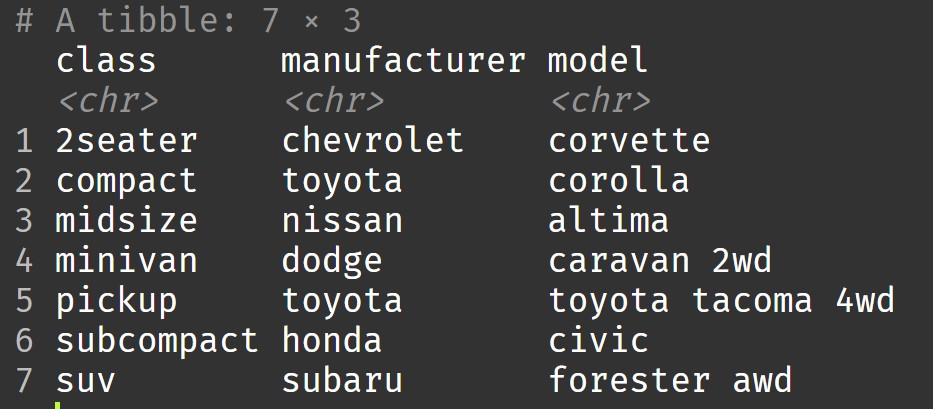 # A tibble: 7 × 3
  class      manufacturer model
  <chr>      <chr>        <chr>
1 2seater    chevrolet    corvette
2 compact    toyota       corolla
3 midsize    nissan       altima
4 minivan    dodge        caravan 2wd
5 pickup     toyota       toyota tacoma 4wd
6 subcompact honda        civic
7 suv        subaru       forester awd